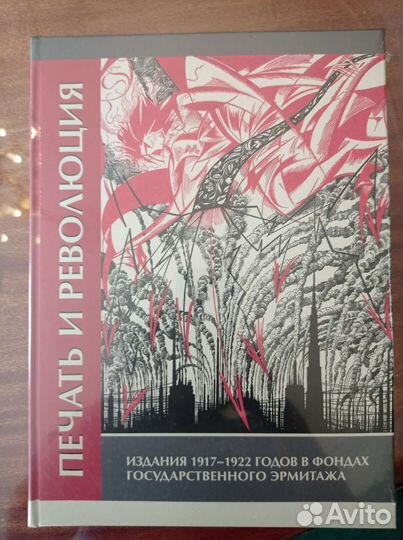 ПЕЧАТЬ И РЕВОЛЮЦИЯ
ИЗДАНИЯ 1917–1922 ГОДОВ В ФОНДАХ
ГОСУДАРСТВЕННОГО ЭРМИТАЖА
Avito